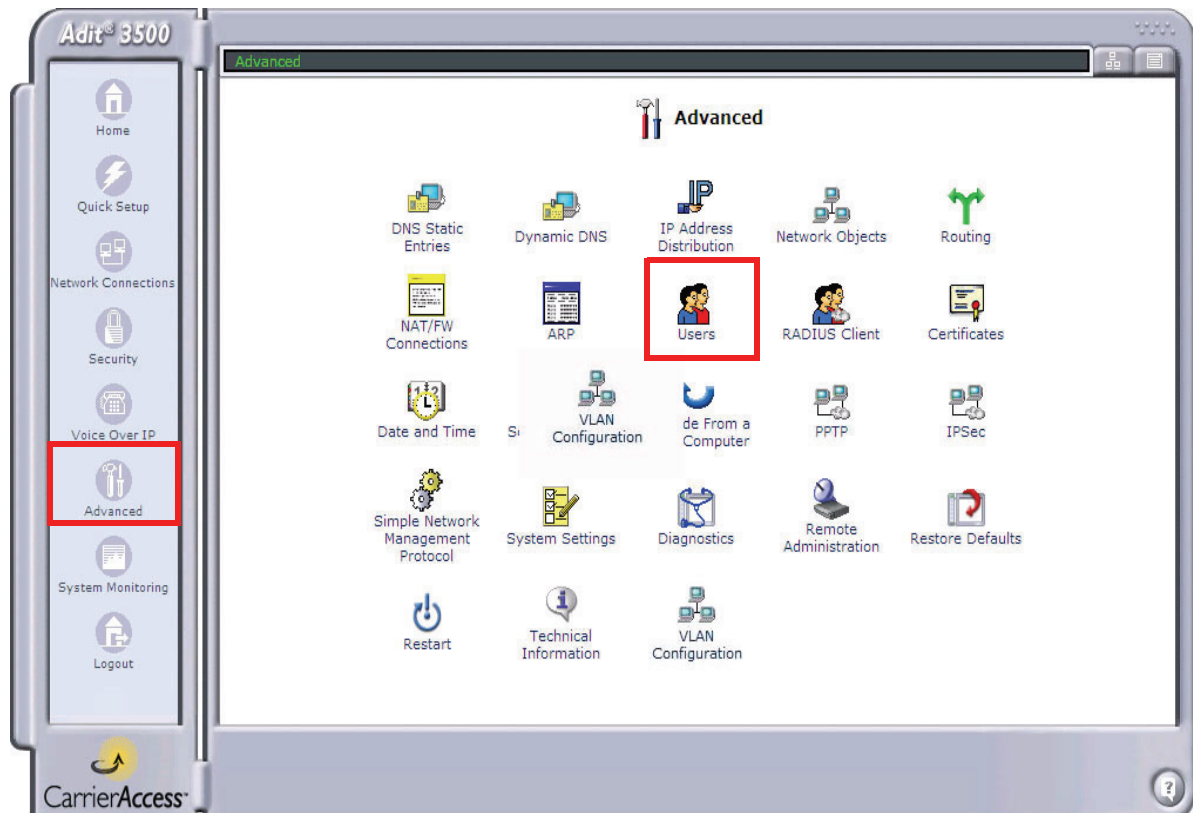 Adit® 3500
Advanced
Home
Quick Setup
Network Connections
Security
Voice Over IP
Advanced
System Monitoring
Logout
CarrierAccess
Advanced
DNS Static
Entries
Dynamic DNS
IP Address
Distribution
Network Objects
Routing
NAT/FW
Connections
ARP
Users
RADIUS Client
Certificates
Date and Time
VLAN
Configuration
de From a
Computer
PPTP
IPSec
Simple Network
Management
Protocol
System Settings
Diagnostics
Remote
Administration
Restore Defaults
Restart
Technical
Information
VLAN
Configuration